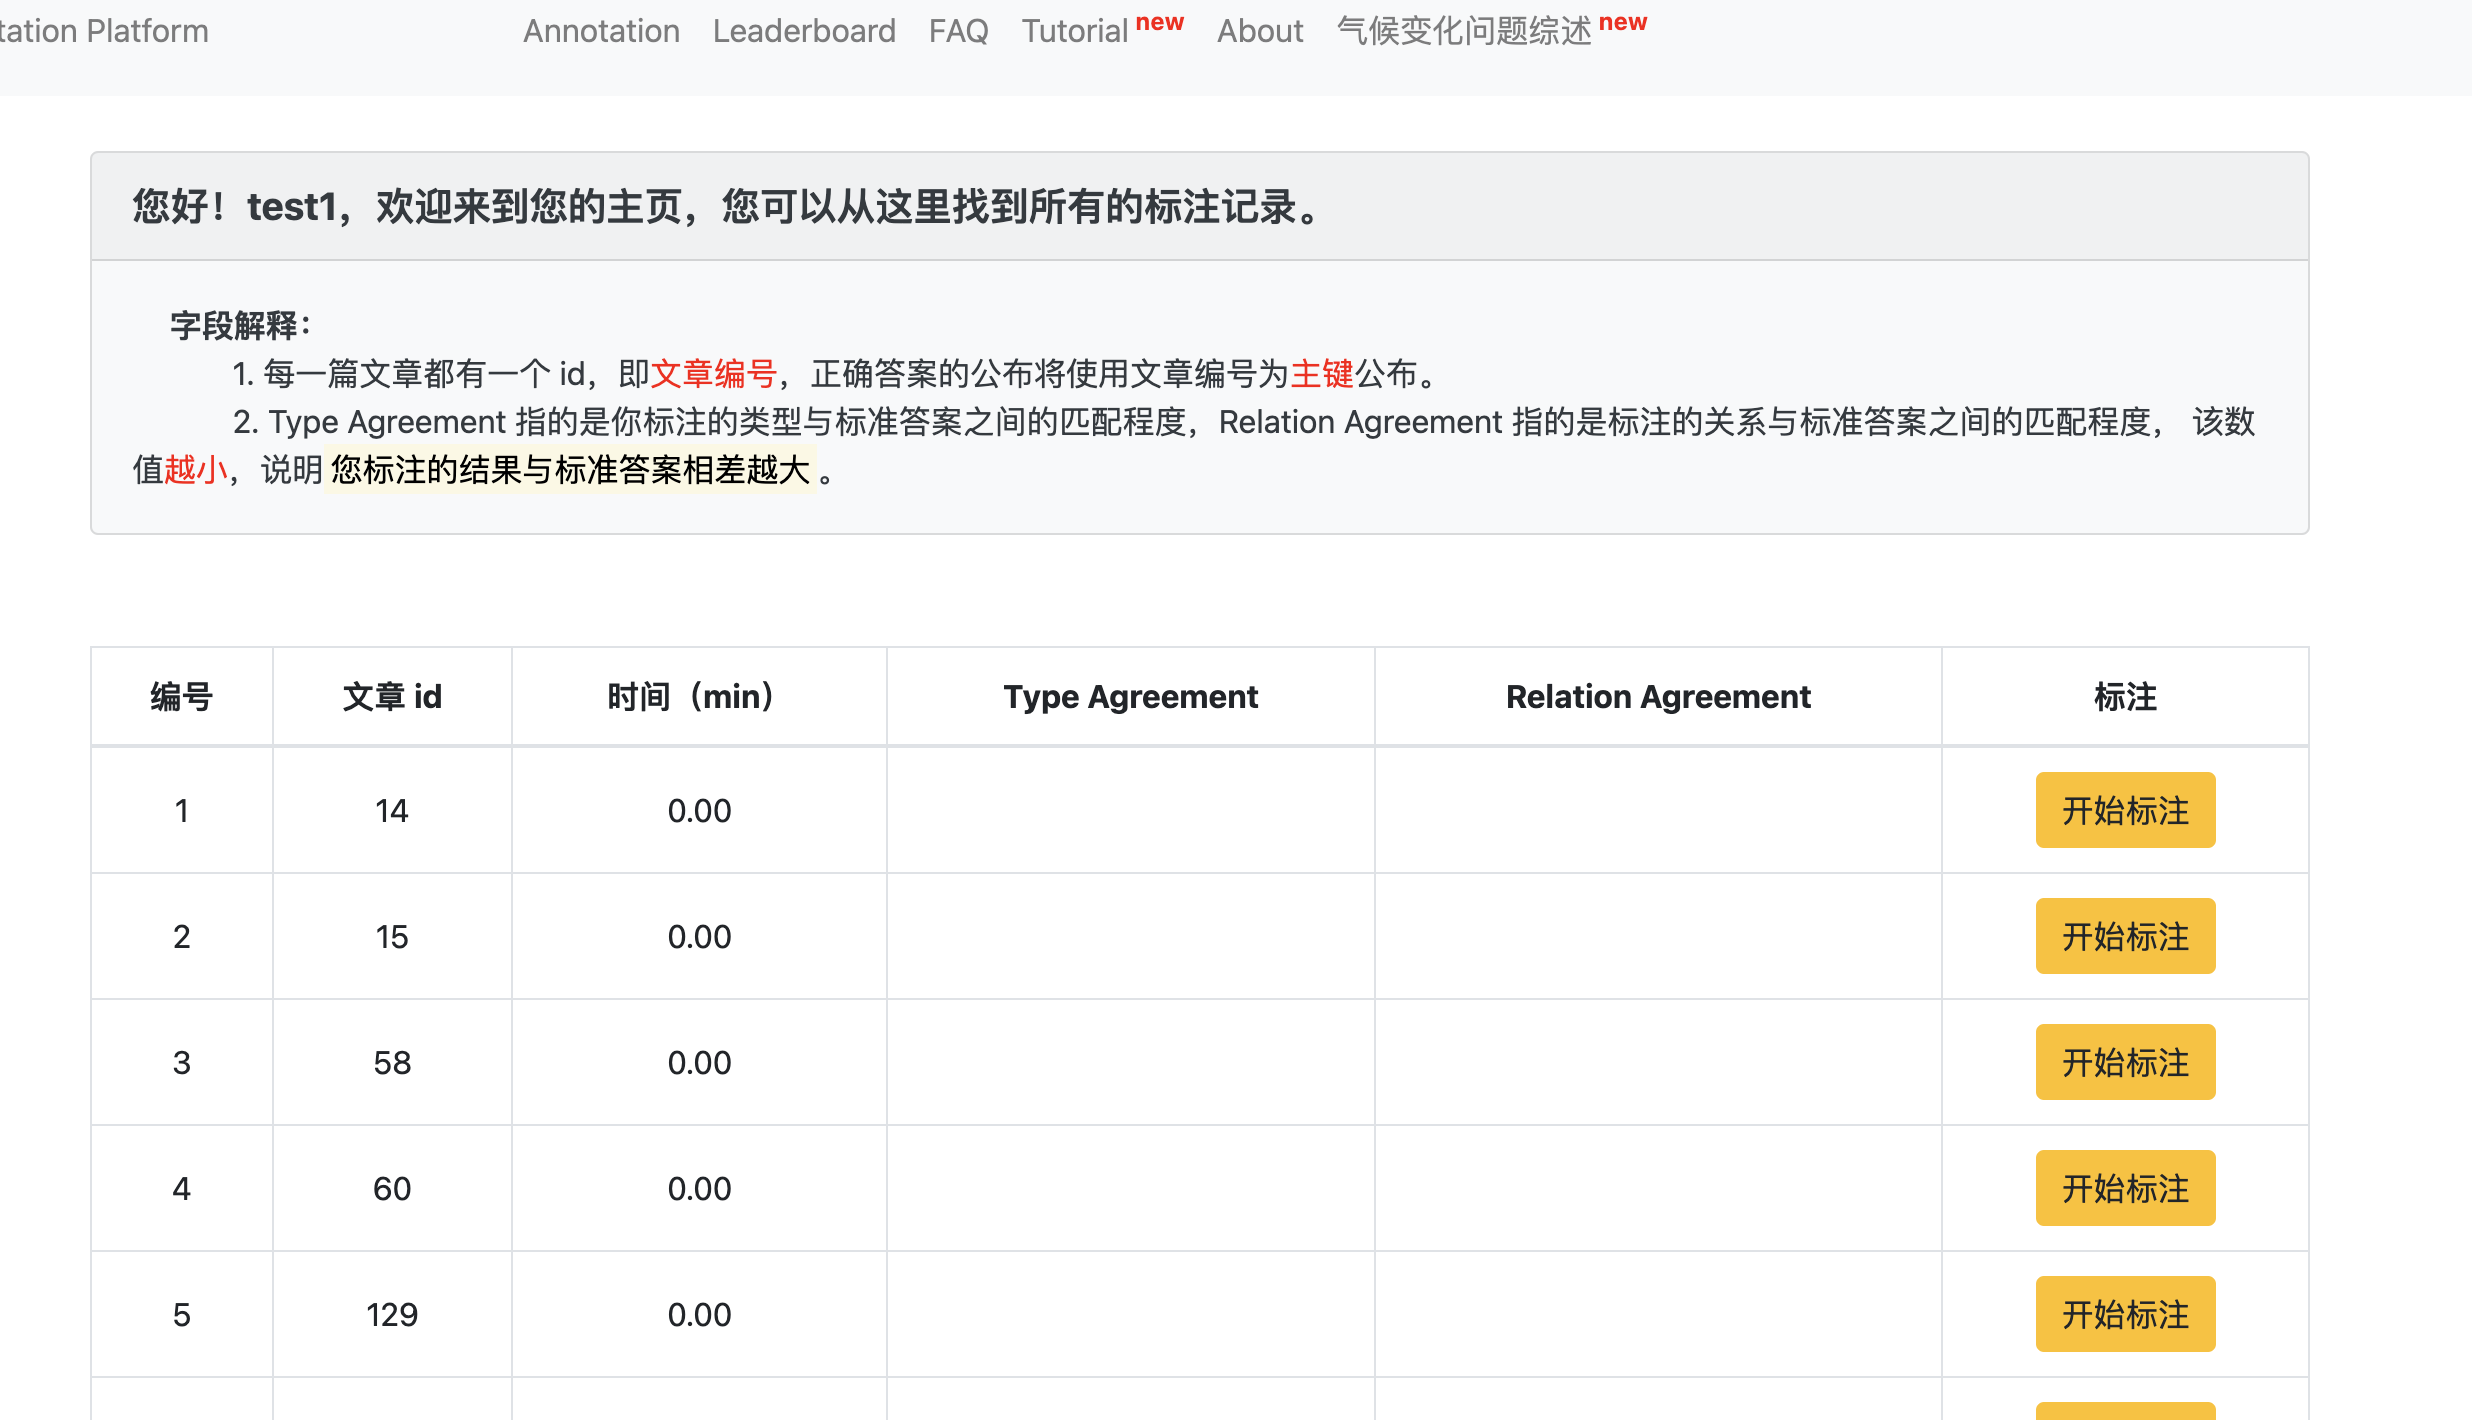 tation Platform Annotation Leaderboard FAQ Tutorial new About 气候变化问题综述 new
您好！test1，欢迎来到您的主页，您可以从这里找到所有的标注记录。
字段解释：
1. 每一篇文章都有一个 id，即文章编号，正确答案的公布将使用文章编号为主键公布。
2. Type Agreement 指的是你标注的类型与标准答案之间的匹配程度，Relation Agreement 指的是标注的关系与标准答案之间的匹配程度， 该数
值越小，说明 您标注的结果与标准答案相差越大 。
编号 文章 id 时间（min） Type Agreement Relation Agreement 标注
1 14 0.00 开始标注
2 15 0.00 开始标注
3 58 0.00 开始标注
4 60 0.00 开始标注
5 129 0.00 开始标注